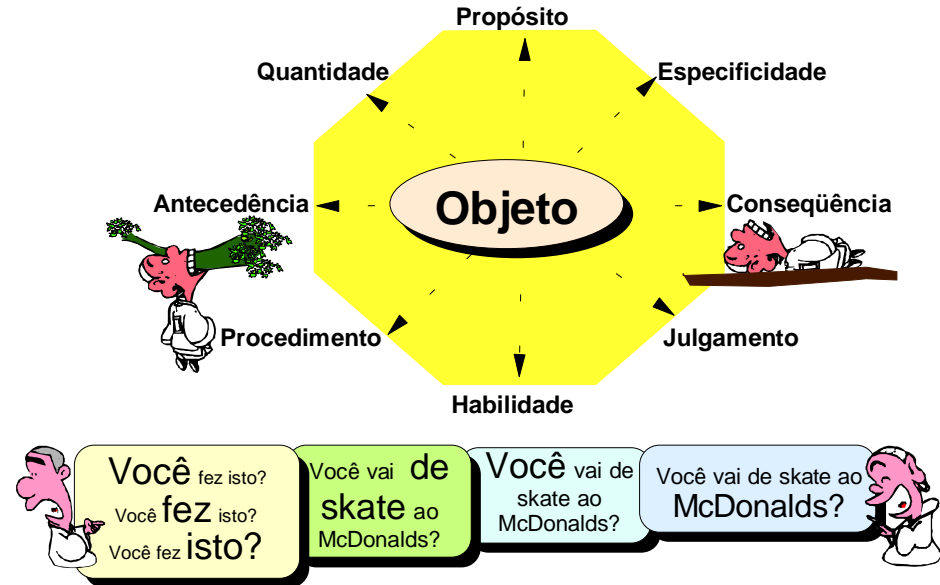 Propósito
Quantidade
Especificidade
Antecedência
Objeto
Conseqüência
Procedimento
Julgamento
Habilidade
Você fez isto?
Você fez isto?
Você fez isto?
Você vai de
skate ao
McDonalds?
Você vai de
skate ao
McDonalds?
Você vai de skate ao
McDonalds?